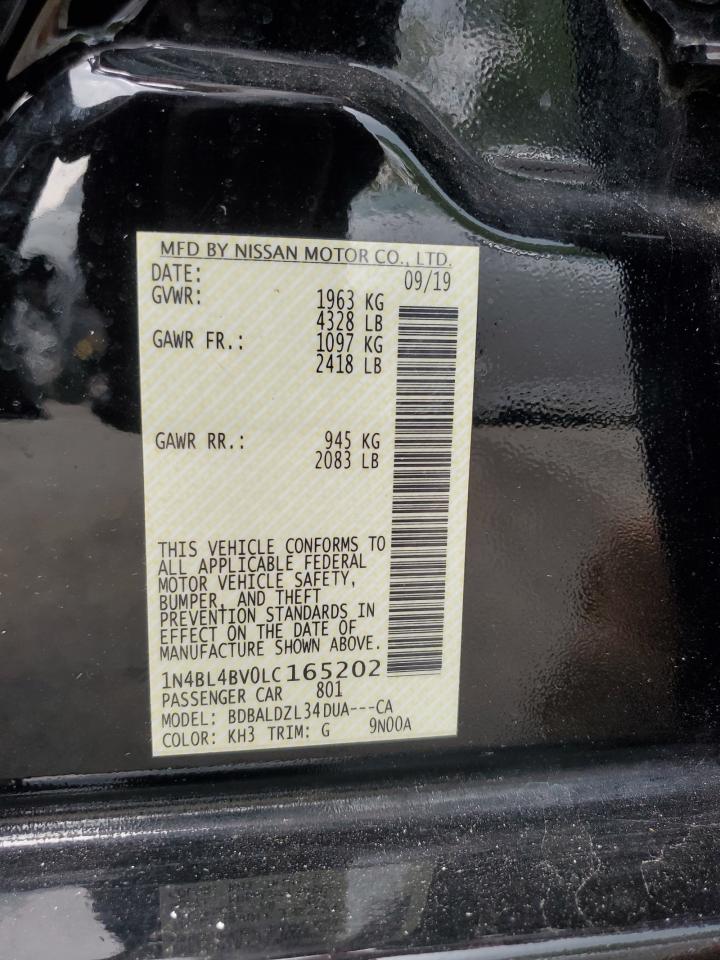 MFD BY NISSAN MOTOR CO., LTD.
DATE: 09/19
GVWR: 1963 KG
4328 LB
GAWR FR.: 1097 KG
2418 LB
GAWR RR.: 945 KG
2083 LB
THIS VEHICLE CONFORMS TO
ALL APPLICABLE FEDERAL
MOTOR VEHICLE SAFETY,
BUMPER, AND THEFT
PREVENTION STANDARDS IN
EFFECT ON THE DATE OF
MANUFACTURE SHOWN ABOVE.
1N4BL4BV0LC165202
PASSENGER CAR 801
MODEL: BDBALDZL34DUA---CA
COLOR: KH3 TRIM: G 9N00A